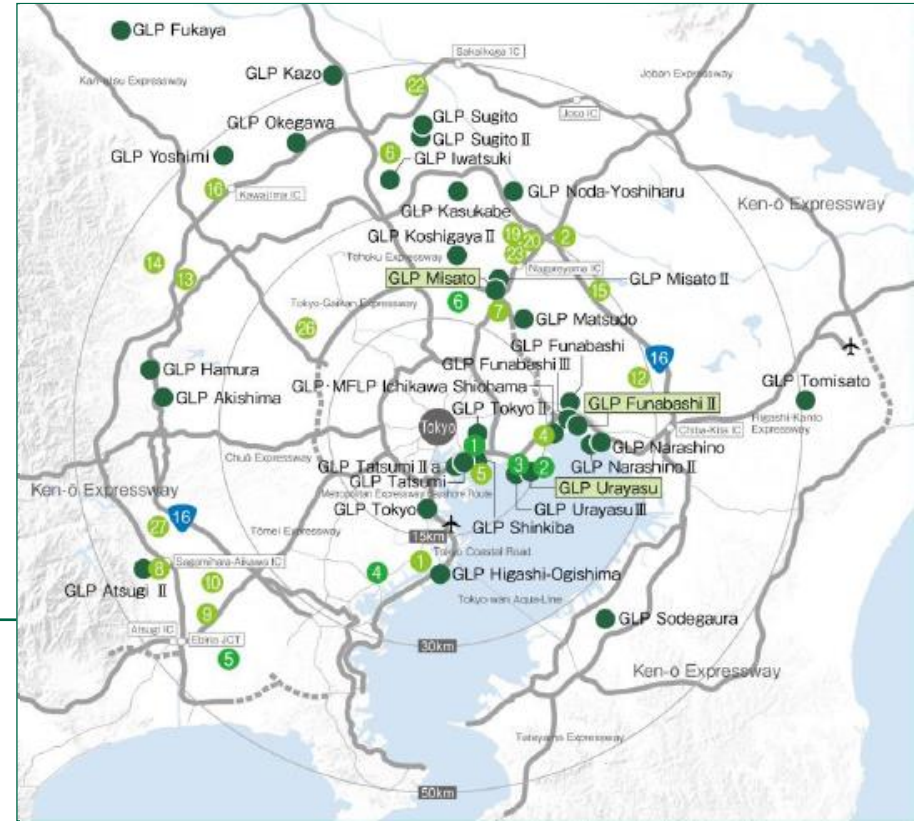 GLP Fukaya
Sakaikoga IC
Kan-etsu Expressway
GLP Kazo
Joban Expressway
22
Joso IC
GLP Sugito
GLP Okegawa
GLP Sugito II
6
GLP Yoshimi
GLP Iwatsuki
16
Kawajima IC
GLP Noda-Yoshiharu
Ken-ō Expressway
GLP Kasukabe
GLP Koshigaya II
19
20
2
23
14
Tohoku Expressway
Nagareyama IC
13
GLP Misato
GLP Misato II
15
6
Tokyo-Gaikan Expressway
7
GLP Matsudo
26
GLP Funabashi
16
GLP Funabashi III
GLP Hamura
12
GLP・MFLP Ichikawa Shiohama
GLP Tomisato
GLP Akishima
GLP Funabashi II
GLP Tokyo II
Higashi-Kanto
Expressway
Tokyo
Chiba-Kita IC
1
4
GLP Narashino
Chuō Expressway
GLP Tatsumi II a
3
2
GLP Narashino II
GLP Tatsumi
5
GLP Urayasu
Ken-ō Expressway
Metropolitan Expressway Bayshore Route
GLP Urayasu III
16
GLP Tokyo
27
Tōmei Expressway
GLP Shinkiba
15km
Tokyo Coastal Road
Sagamihara-Aikawa IC
8
1
4
GLP Atsugi II
10
GLP Higashi-Ogishima
Tokyo-wan Aqua-Line
9
GLP Sodegaura
Atsugi IC
Ebina JCT
30km
5
Ken-ō Expressway
Tateyama Expressway
50km